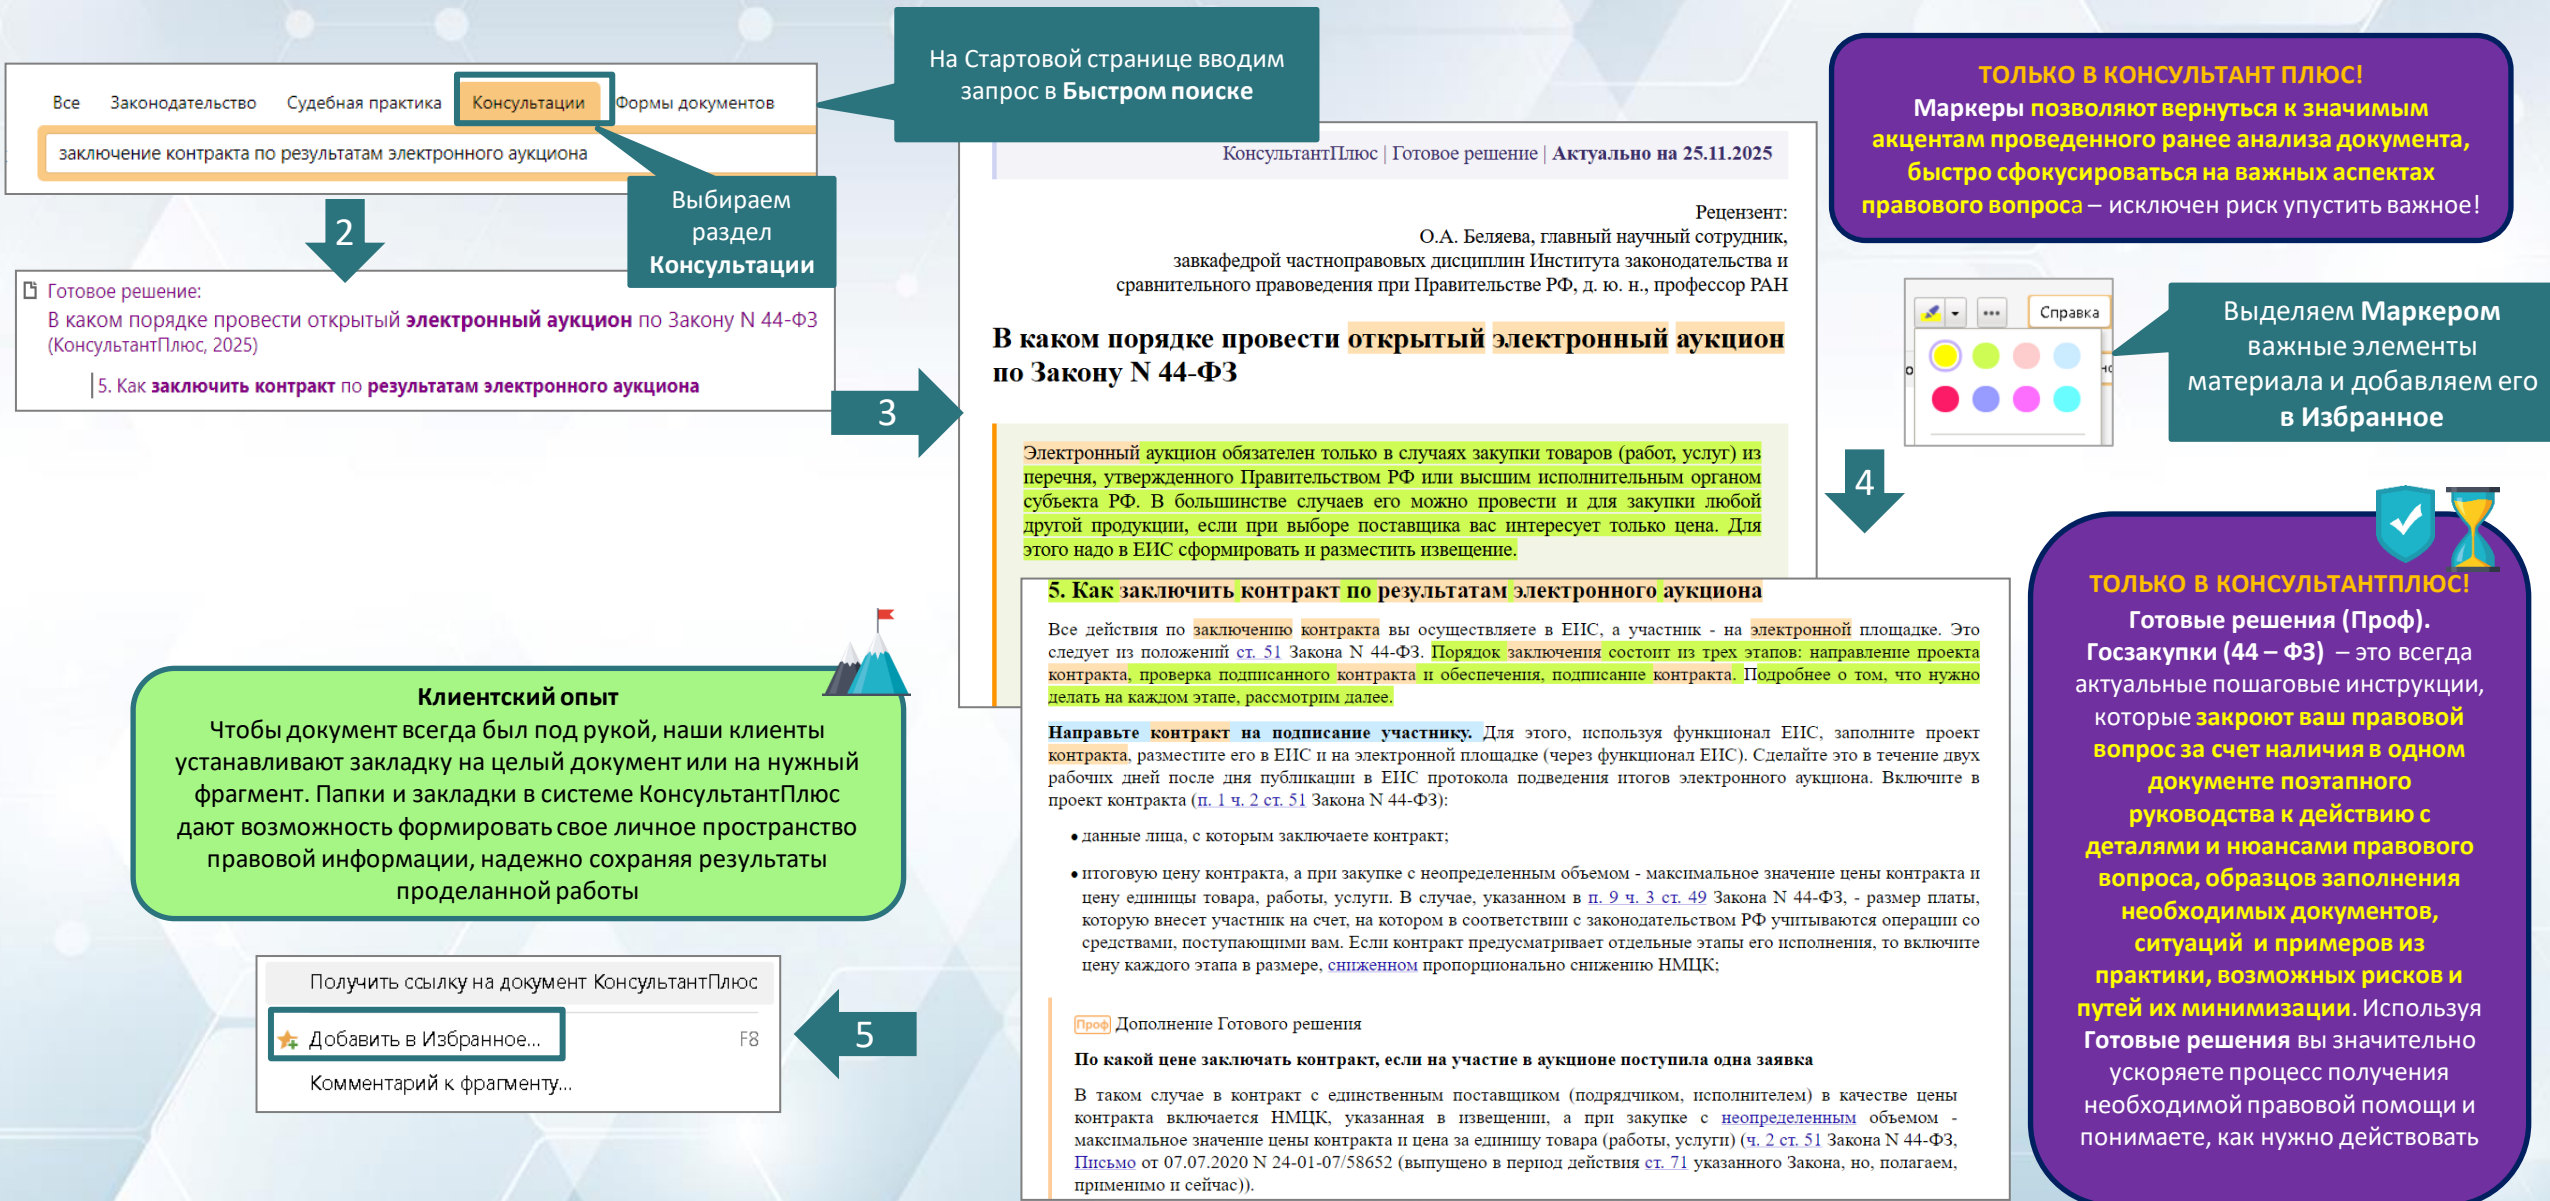 Все Законодательство Судебная практика Консультации Формы документов
заключение контракта по результатам электронного аукциона
На Стартовой странице вводим
запрос в Быстром поиске
Выбираем
раздел
Консультации
2
Готовое решение:
В каком порядке провести открытый электронный аукцион по Закону N 44-ФЗ
(КонсультантПлюс, 2025)
5. Как заключить контракт по результатам электронного аукциона
3
КонсультантПлюс | Готовое решение | Актуально на 25.11.2025
Рецензент:
О.А. Беляева, главный научный сотрудник,
завкафедрой частноправовых дисциплин Института законодательства и
сравнительного правоведения при Правительстве РФ, д. ю. н., профессор РАН
В каком порядке провести открытый электронный аукцион
по Закону N 44-ФЗ
Электронный аукцион обязателен только в случаях закупки товаров (работ, услуг) из
перечня, утвержденного Правительством РФ или высшим исполнительным органом
субъекта РФ. В большинстве случаев его можно провести и для закупки любой
другой продукции, если при выборе поставщика вас интересует только цена. Для
этого надо в ЕИС сформировать и разместить извещение.
ТОЛЬКО В КОНСУЛЬТАНТ ПЛЮС!
Маркеры позволяют вернуться к значимым
акцентам проведенного ранее анализа документа,
быстро сфокусироваться на важных аспектах
правового вопроса – исключен риск упустить важное!
Справка
Выделяем Маркером
важные элементы
материала и добавляем его
в Избранное
4
5. Как заключить контракт по результатам электронного аукциона
Все действия по заключению контракта вы осуществляете в ЕИС, а участник - на электронной площадке. Это
следует из положений ст. 51 Закона N 44-ФЗ. Порядок заключения состоит из трех этапов: направление проекта
контракта, проверка подписанного контракта и обеспечения, подписание контракта. Подробнее о том, что нужно
делать на каждом этапе, рассмотрим далее.
Направьте контракт на подписание участнику. Для этого, используя функционал ЕИС, заполните проект
контракта, разместите его в ЕИС и на электронной площадке (через функционал ЕИС). Сделайте это в течение двух
рабочих дней после дня публикации в ЕИС протокола подведения итогов электронного аукциона. Включите в
проект контракта (п. 1 ч. 2 ст. 51 Закона N 44-ФЗ):
• данные лица, с которым заключаете контракт;
• итоговую цену контракта, а при закупке с неопределенным объемом - максимальное значение цены контракта и
цену единицы товара, работы, услуги. В случае, указанном в п. 9 ч. 3 ст. 49 Закона N 44-ФЗ, - размер платы,
которую внесет участник на счет, на котором в соответствии с законодательством РФ учитываются операции со
средствами, поступающими вам. Если контракт предусматривает отдельные этапы его исполнения, то включите
цену каждого этапа в размере, сниженном пропорционально снижению НМЦК;
Проф Дополнение Готового решения
По какой цене заключать контракт, если на участие в аукционе поступила одна заявка
В таком случае в контракт с единственным поставщиком (подрядчиком, исполнителем) в качестве цены
контракта включается НМЦК, указанная в извещении, а при закупке с неопределенным объемом -
максимальное значение цены контракта и цена за единицу товара (работы, услуги) (ч. 2 ст. 51 Закона N 44-ФЗ,
Письмо от 07.07.2020 N 24-01-07/58652 (выпущено в период действия ст. 71 указанного Закона, но, полагаем,
применимо и сейчас)).
ТОЛЬКО В КОНСУЛЬТАНТПЛЮС!
Готовые решения (Проф).
Госзакупки (44 – ФЗ) – это всегда
актуальные пошаговые инструкции,
которые закроют ваш правовой
вопрос за счет наличия в одном
документе поэтапного
руководства к действию с
деталями и нюансами правового
вопроса, образцов заполнения
необходимых документов,
ситуаций и примеров из
практики, возможных рисков и
путей их минимизации. Используя
Готовые решения вы значительно
ускоряете процесс получения
необходимой правовой помощи и
понимаете, как нужно действовать
Клиентский опыт
Чтобы документ всегда был под рукой, наши клиенты
устанавливают закладку на целый документ или на нужный
фрагмент. Папки и закладки в системе КонсультантПлюс
дают возможность формировать свое личное пространство
правовой информации, надежно сохраняя результаты
проделанной работы
5
Получить ссылку на документ КонсультантПлюс
Добавить в Избранное... F8
Комментарий к фрагменту...